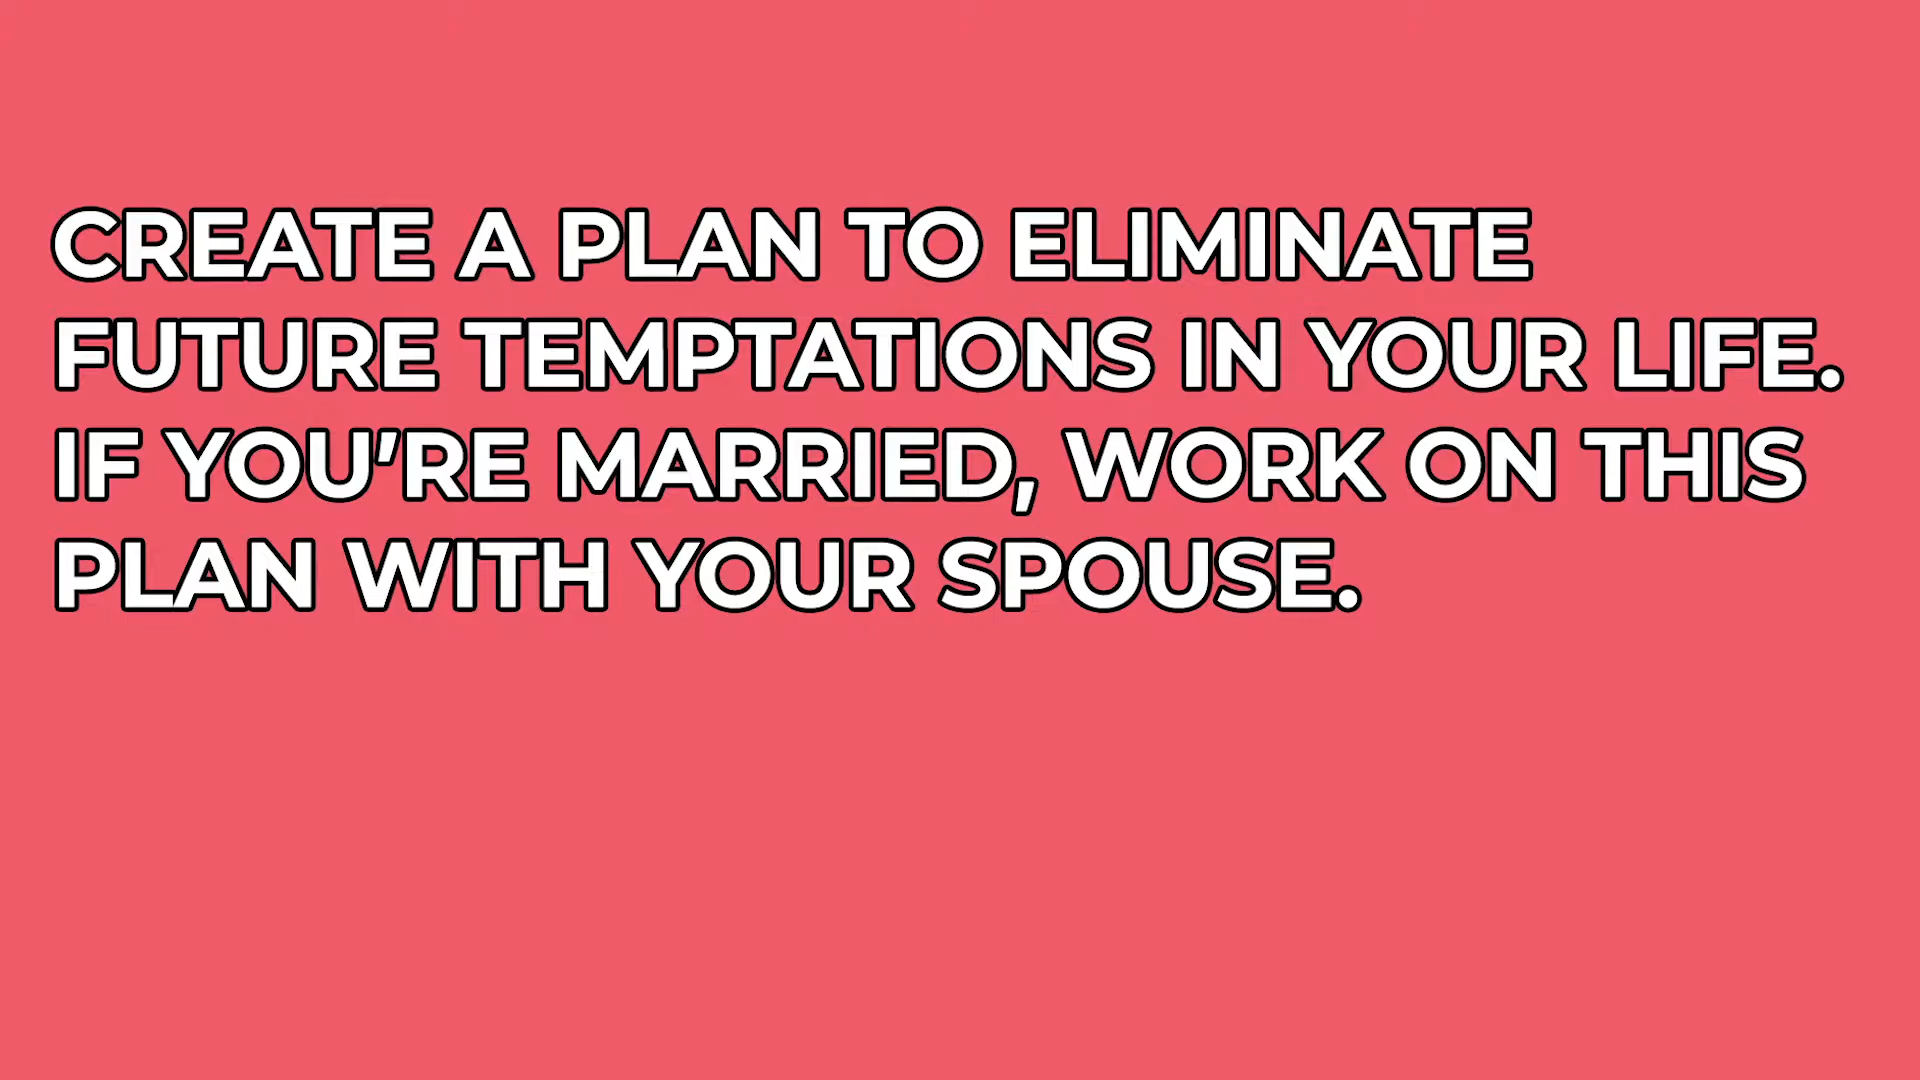 CREATE A PLAN TO ELIMINATE
FUTURE TEMPTATIONS IN YOUR LIFE.
IF YOU'RE MARRIED, WORK ON THIS
PLAN WITH YOUR SPOUSE.